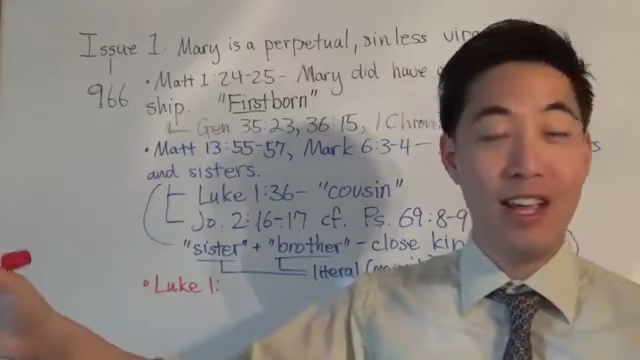 Issue 1. Mary is a perpetual, sinless
966
• Matt 1:24-25 - Mary did have
ship. "Firstborn"
Gen 35:23, 36:15, 1 Chron
• Matt 13:55-57, Mark 6:3-4 -
and sisters.
Luke 1:36 - "cousin"
Jo. 2:16-17 cf. Ps. 69:8-9
"sister" + "brother" - close kin
literal
• Luke 1: